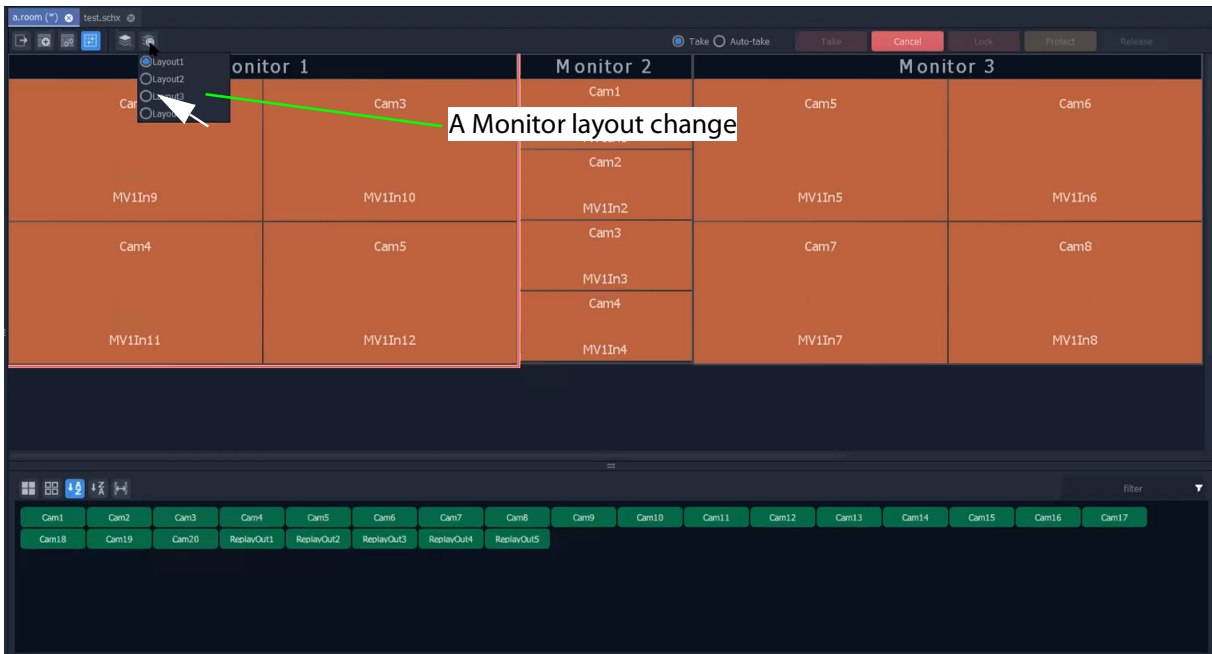 a.room (*) test.schx
Take Auto-take Take Cancel Lock Protect Release
Layout1
Layout2
Layout3
onitor 1 Monitor 2 Monitor 3
Cam3 Cam1 Cam5 Cam6
A Monitor layout change
Cam2
MV1In9 MV1In10 MV1In2 MV1In5 MV1In6
Cam4 Cam5 Cam3 Cam7 Cam8
MV1In3
Cam4
MV1In11 MV1In12 MV1In4 MV1In7 MV1In8
filter
Cam1 Cam2 Cam3 Cam4 Cam5 Cam6 Cam7 Cam8 Cam9 Cam10 Cam11 Cam12 Cam13 Cam14 Cam15 Cam16 Cam17
Cam18 Cam19 Cam20 ReplayOut1 ReplayOut2 ReplayOut3 ReplayOut4 ReplayOut5